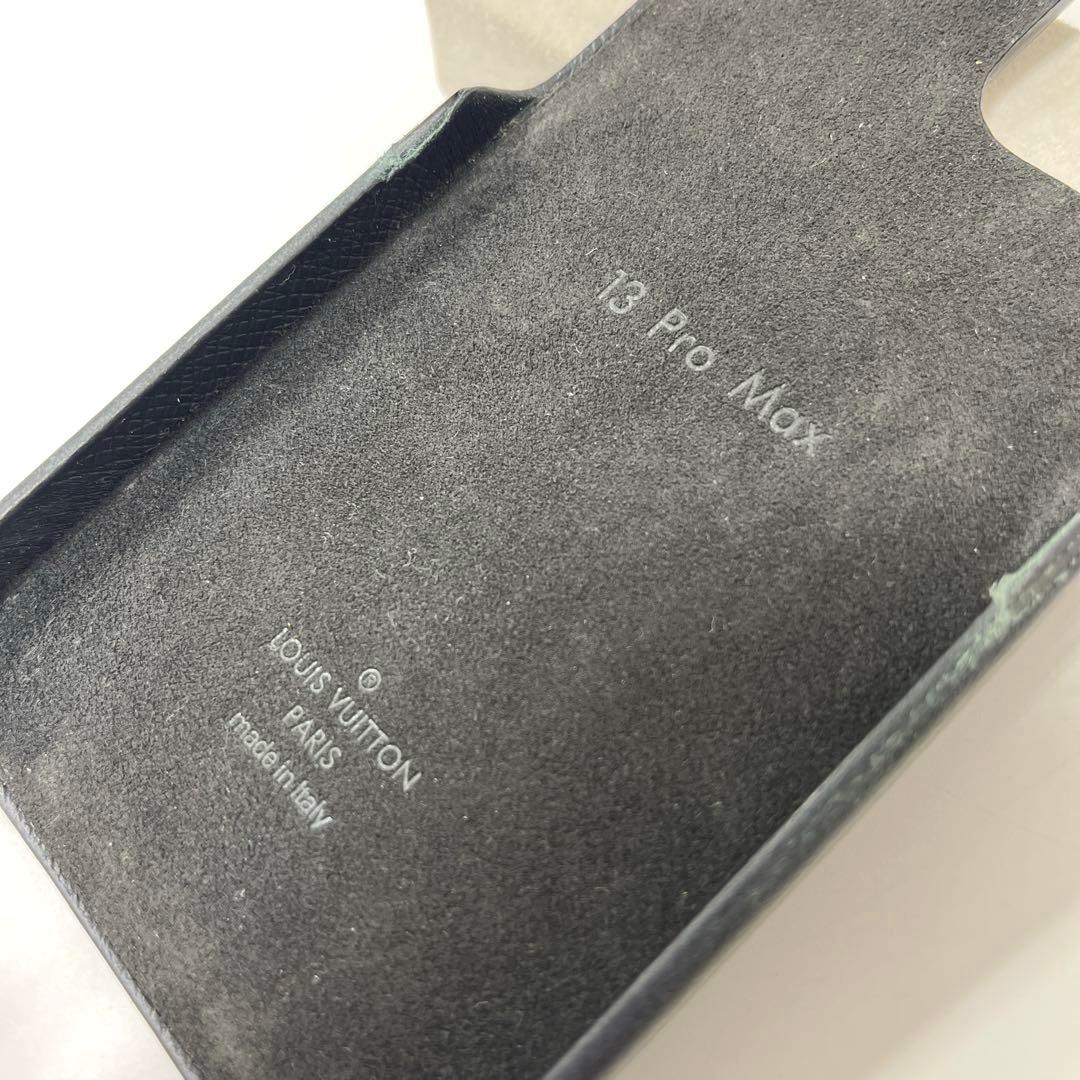 13 Pro Max
®
LOUIS VUITTON
PARIS
made in Italy